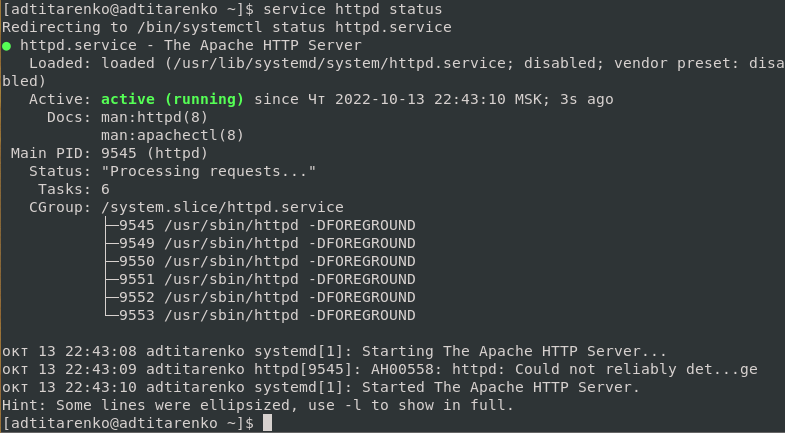 [adtitarenko@adtitarenko ~]$ service httpd status
Redirecting to /bin/systemctl status httpd.service
● httpd.service - The Apache HTTP Server
   Loaded: loaded (/usr/lib/systemd/system/httpd.service; disabled; vendor preset: disa
bled)
   Active: active (running) since Чт 2022-10-13 22:43:10 MSK; 3s ago
     Docs: man:httpd(8)
           man:apachectl(8)
 Main PID: 9545 (httpd)
   Status: "Processing requests..."
    Tasks: 6
   CGroup: /system.slice/httpd.service
           ├─9545 /usr/sbin/httpd -DFOREGROUND
           ├─9549 /usr/sbin/httpd -DFOREGROUND
           ├─9550 /usr/sbin/httpd -DFOREGROUND
           ├─9551 /usr/sbin/httpd -DFOREGROUND
           ├─9552 /usr/sbin/httpd -DFOREGROUND
           └─9553 /usr/sbin/httpd -DFOREGROUND

окт 13 22:43:08 adtitarenko systemd[1]: Starting The Apache HTTP Server...
окт 13 22:43:09 adtitarenko httpd[9545]: AH00558: httpd: Could not reliably det...ge
окт 13 22:43:10 adtitarenko systemd[1]: Started The Apache HTTP Server.
Hint: Some lines were ellipsized, use -l to show in full.
[adtitarenko@adtitarenko ~]$